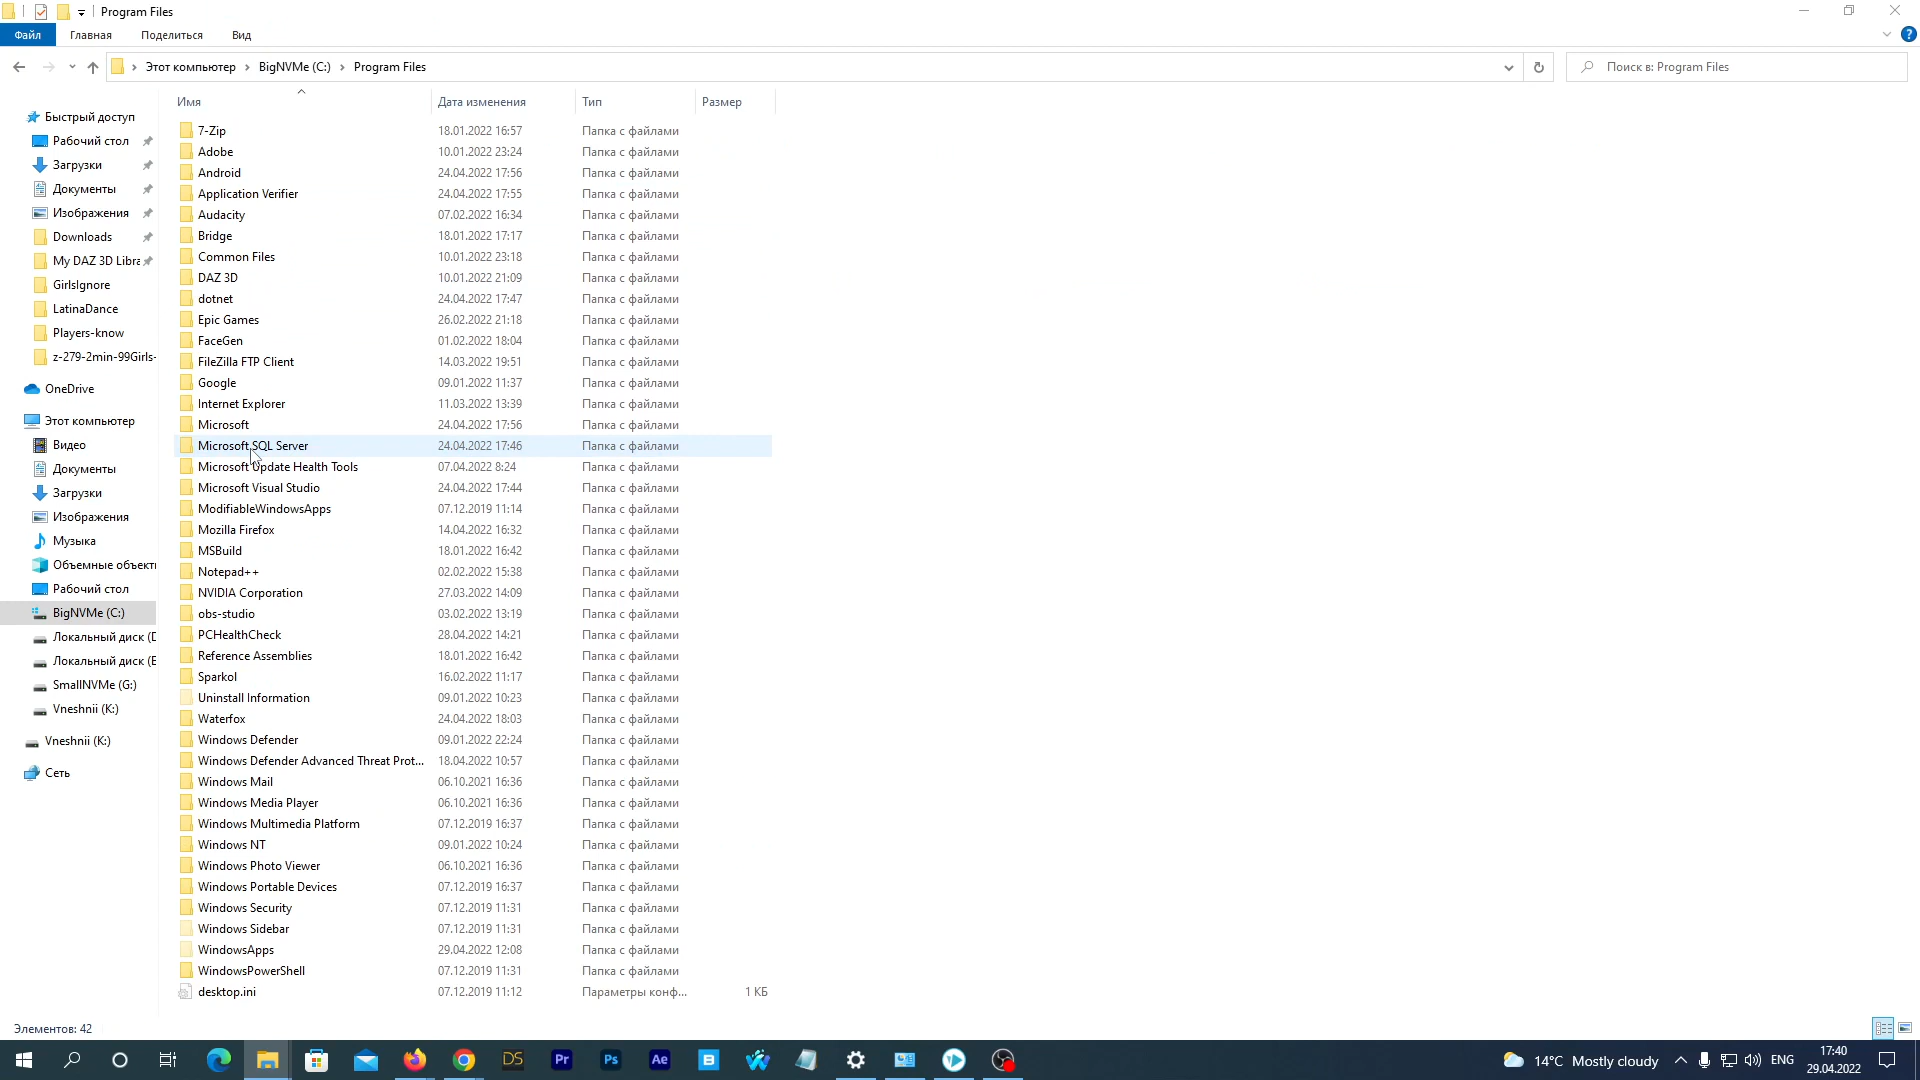 Program Files
Файл Главная Поделиться Вид
Этот компьютер BigNVMe (C:) Program Files
Поиск в: Program Files
Имя Дата изменения Тип Размер
Быстрый доступ
Рабочий стол
Загрузки
Документы
Изображения
Downloads
My DAZ 3D Libra
GirlsIgnore
LatinaDance
Players-know
z-279-2min-99Girls-
OneDrive
Этот компьютер
Видео
Документы
Загрузки
Изображения
Музыка
Объемные объекты
Рабочий стол
BigNVMe (C:)
Локальный диск (D
Локальный диск (E
SmallNVMe (G:)
Vneshnii (K:)
Vneshnii (K:)
Сеть
7-Zip 18.01.2022 16:57 Папка с файлами
Adobe 10.01.2022 23:24 Папка с файлами
Android 24.04.2022 17:56 Папка с файлами
Application Verifier 24.04.2022 17:55 Папка с файлами
Audacity 07.02.2022 16:34 Папка с файлами
Bridge 18.01.2022 17:17 Папка с файлами
Common Files 10.01.2022 23:18 Папка с файлами
DAZ 3D 10.01.2022 21:09 Папка с файлами
dotnet 24.04.2022 17:47 Папка с файлами
Epic Games 26.02.2022 21:18 Папка с файлами
FaceGen 01.02.2022 18:04 Папка с файлами
FileZilla FTP Client 14.03.2022 19:51 Папка с файлами
Google 09.01.2022 11:37 Папка с файлами
Internet Explorer 11.03.2022 13:39 Папка с файлами
Microsoft 24.04.2022 17:56 Папка с файлами
Microsoft SQL Server 24.04.2022 17:46 Папка с файлами
Microsoft Update Health Tools 07.04.2022 8:24 Папка с файлами
Microsoft Visual Studio 24.04.2022 17:44 Папка с файлами
ModifiableWindowsApps 07.12.2019 11:14 Папка с файлами
Mozilla Firefox 14.04.2022 16:32 Папка с файлами
MSBuild 18.01.2022 16:42 Папка с файлами
Notepad++ 02.02.2022 15:38 Папка с файлами
NVIDIA Corporation 27.03.2022 14:09 Папка с файлами
obs-studio 03.02.2022 13:19 Папка с файлами
PCHealthCheck 28.04.2022 14:21 Папка с файлами
Reference Assemblies 18.01.2022 16:42 Папка с файлами
Sparkol 16.02.2022 11:17 Папка с файлами
Uninstall Information 09.01.2022 10:23 Папка с файлами
Waterfox 24.04.2022 18:03 Папка с файлами
Windows Defender 09.01.2022 22:24 Папка с файлами
Windows Defender Advanced Threat Prot... 18.04.2022 10:57 Папка с файлами
Windows Mail 06.10.2021 16:36 Папка с файлами
Windows Media Player 06.10.2021 16:36 Папка с файлами
Windows Multimedia Platform 07.12.2019 16:37 Папка с файлами
Windows NT 09.01.2022 10:24 Папка с файлами
Windows Photo Viewer 06.10.2021 16:36 Папка с файлами
Windows Portable Devices 07.12.2019 16:37 Папка с файлами
Windows Security 07.12.2019 11:31 Папка с файлами
Windows Sidebar 07.12.2019 11:31 Папка с файлами
WindowsApps 29.04.2022 12:08 Папка с файлами
WindowsPowerShell 07.12.2019 11:31 Папка с файлами
desktop.ini 07.12.2019 11:12 Параметры конф... 1 КБ
Элементов: 42
DS Pr Ps Ae B
14°C Mostly cloudy ENG 17:40
29.04.2022